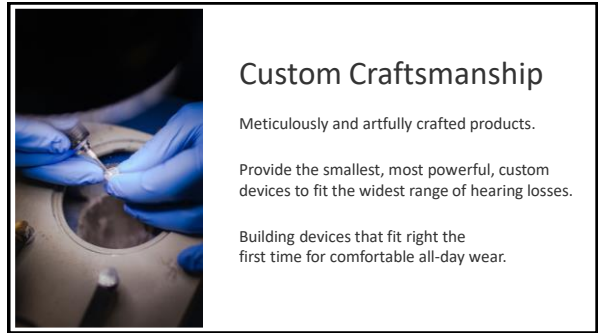 Custom Craftsmanship
Meticulously and artfully crafted products.
Provide the smallest, most powerful, custom
devices to fit the widest range of hearing losses.
Building devices that fit right the
first time for comfortable all-day wear.